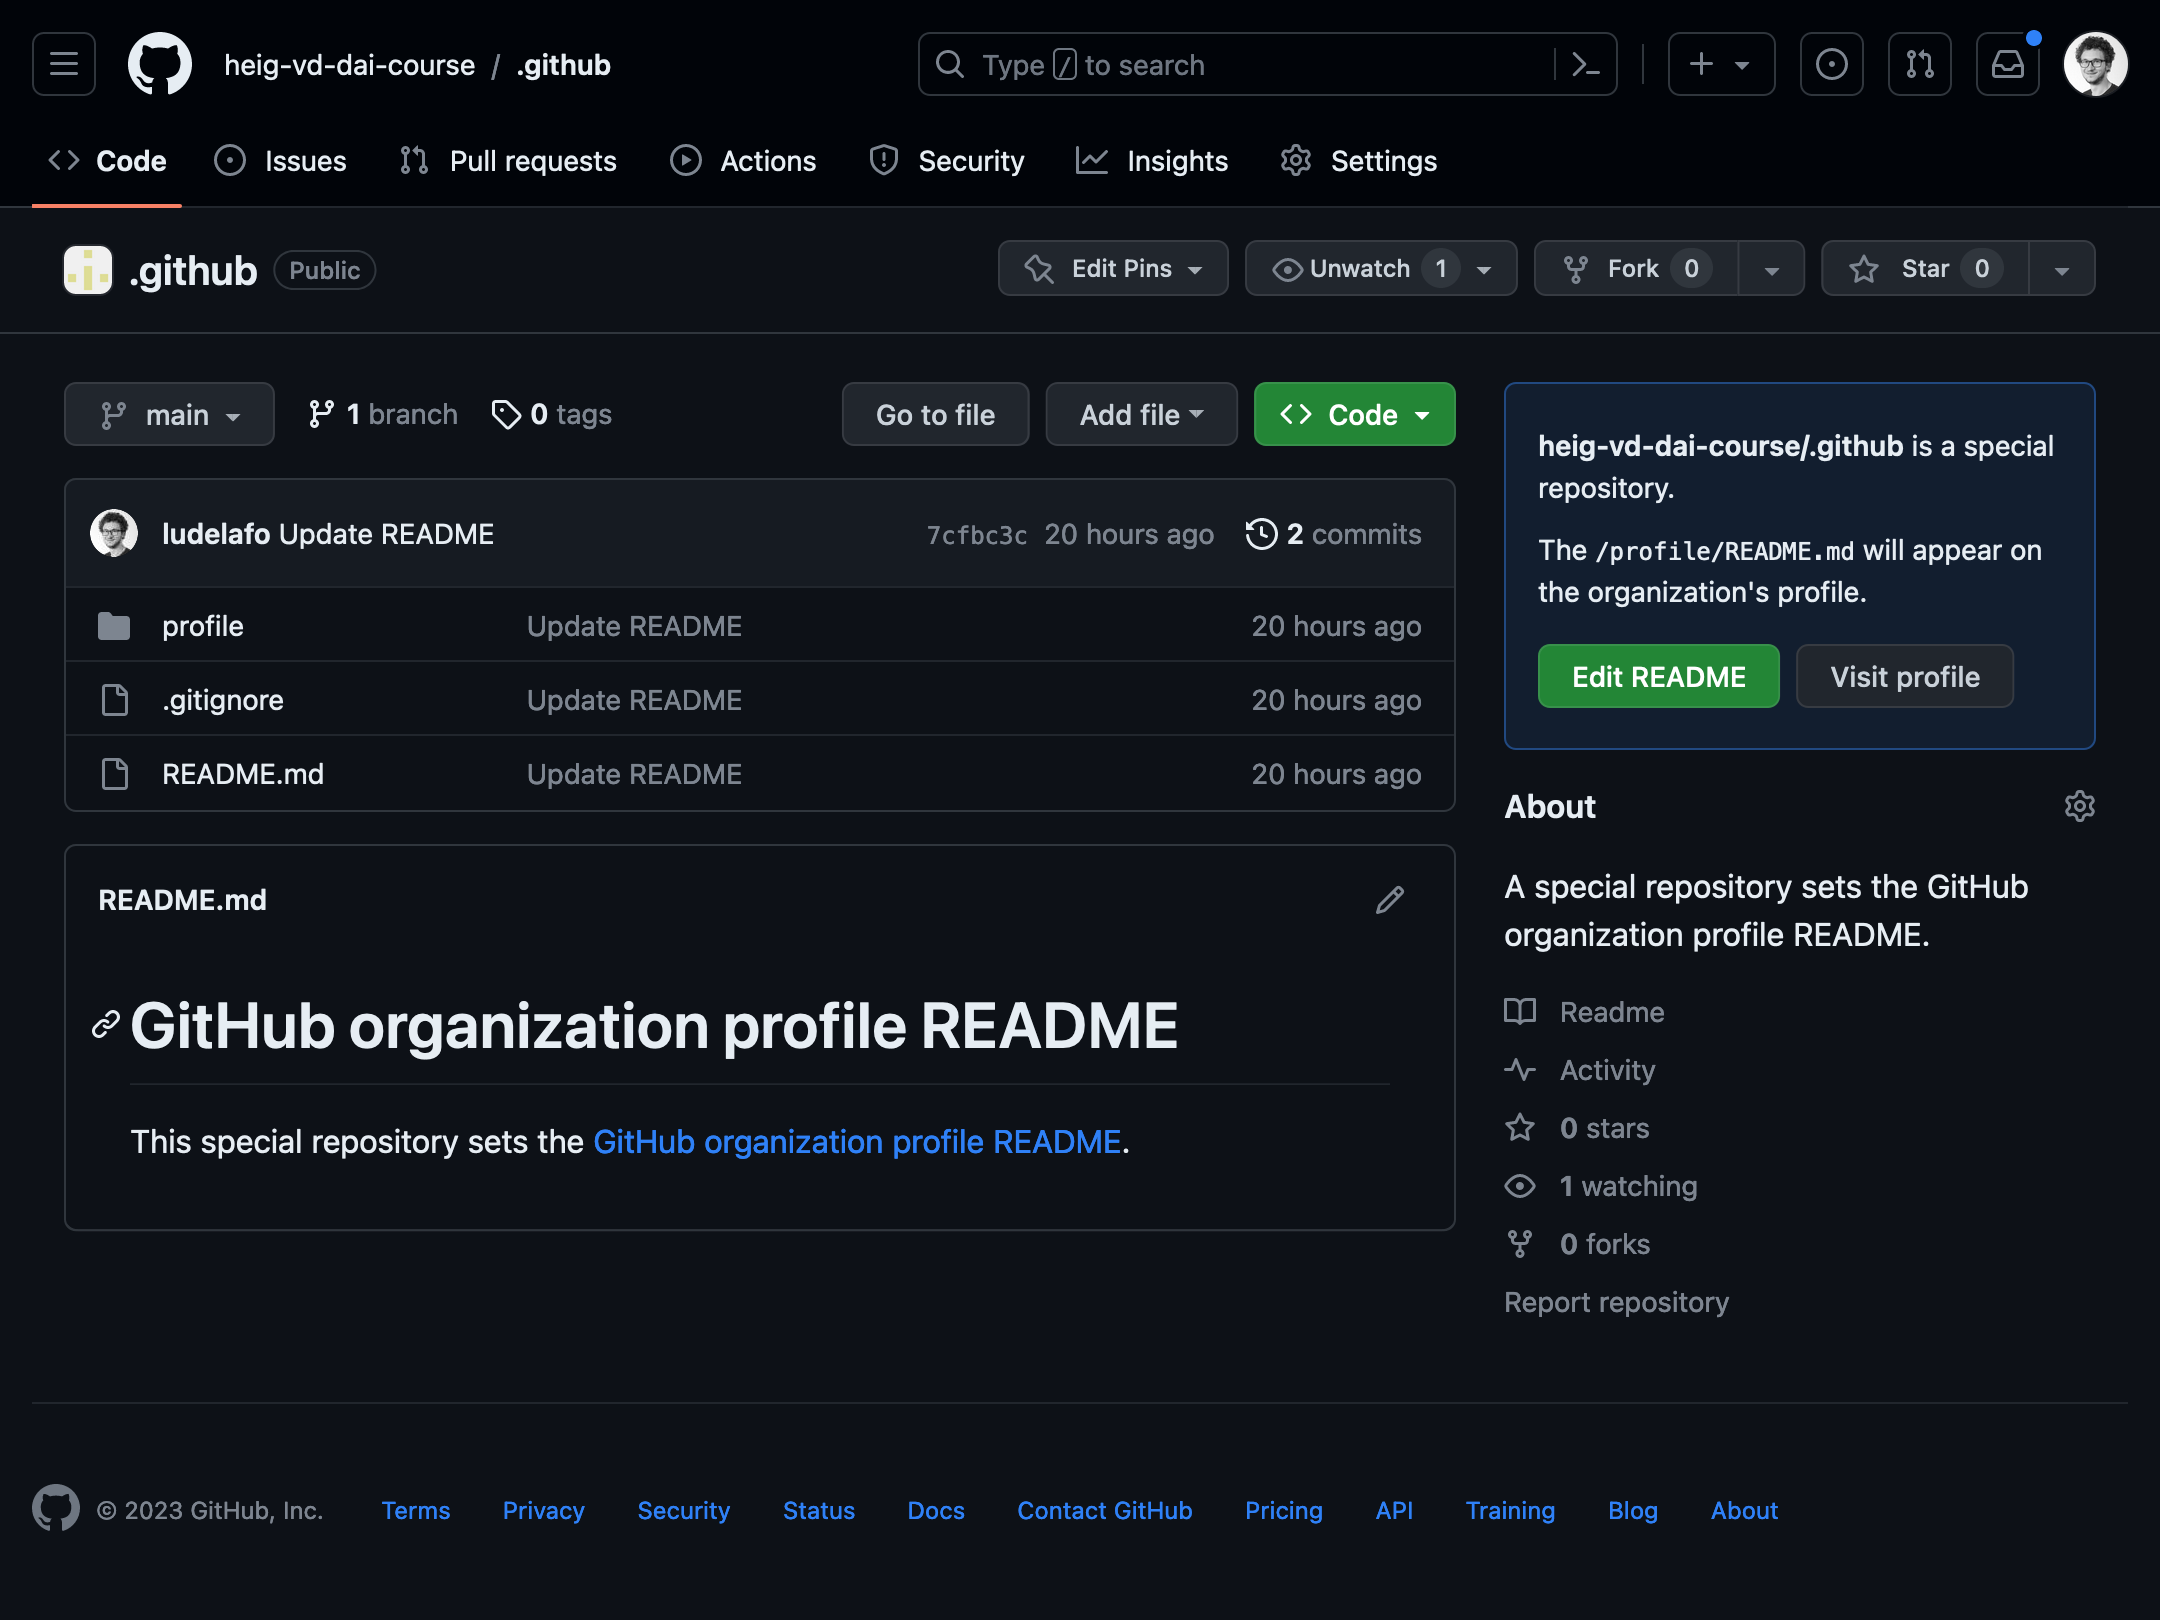 heig-vd-dai-course / .github
Type / to search
Code Issues Pull requests Actions Security Insights Settings
.github Public
Edit Pins Unwatch 1 Fork 0 Star 0
main 1 branch 0 tags
Go to file Add file Code
ludelafo Update README 7cfbc3c 20 hours ago 2 commits
profile Update README 20 hours ago
.gitignore Update README 20 hours ago
README.md Update README 20 hours ago
README.md
GitHub organization profile README
This special repository sets the GitHub organization profile README.
heig-vd-dai-course/.github is a special
repository.
The /profile/README.md will appear on
the organization's profile.
Edit README Visit profile
About
A special repository sets the GitHub
organization profile README.
Readme
Activity
0 stars
1 watching
0 forks
Report repository
© 2023 GitHub, Inc. Terms Privacy Security Status Docs Contact GitHub Pricing API Training Blog About